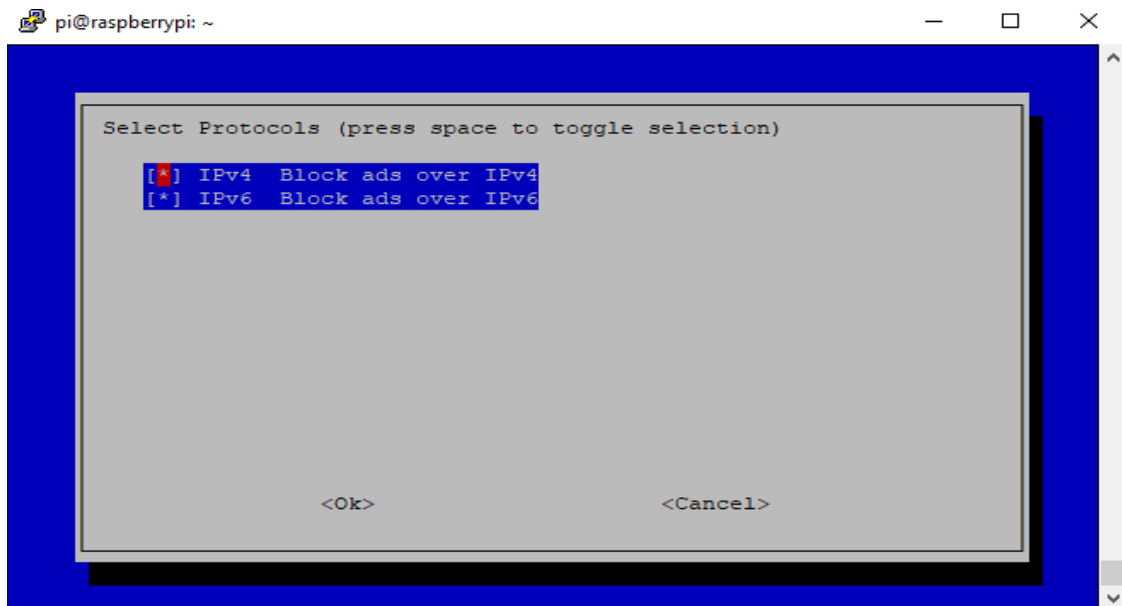 pi@raspberrypi: ~
Select Protocols (press space to toggle selection)
[*] IPv4 Block ads over IPv4
[*] IPv6 Block ads over IPv6
<Ok> <Cancel>